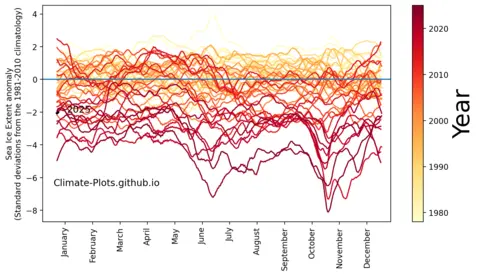 Sea Ice Extent anomaly
(Standard deviations from the 1981-2010 climatology)
4
2
0
−2
−4
−6
−8
2025
Climate-Plots.github.io
January
February
March
April
May
June
July
August
September
October
November
December
2020
2010
2000
1990
1980
Year